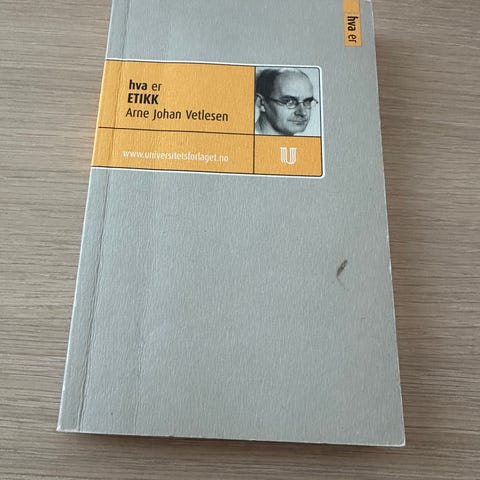 hva er
hva er
ETIKK
Arne Johan Vetlesen
www.universitetsforlaget.no
U